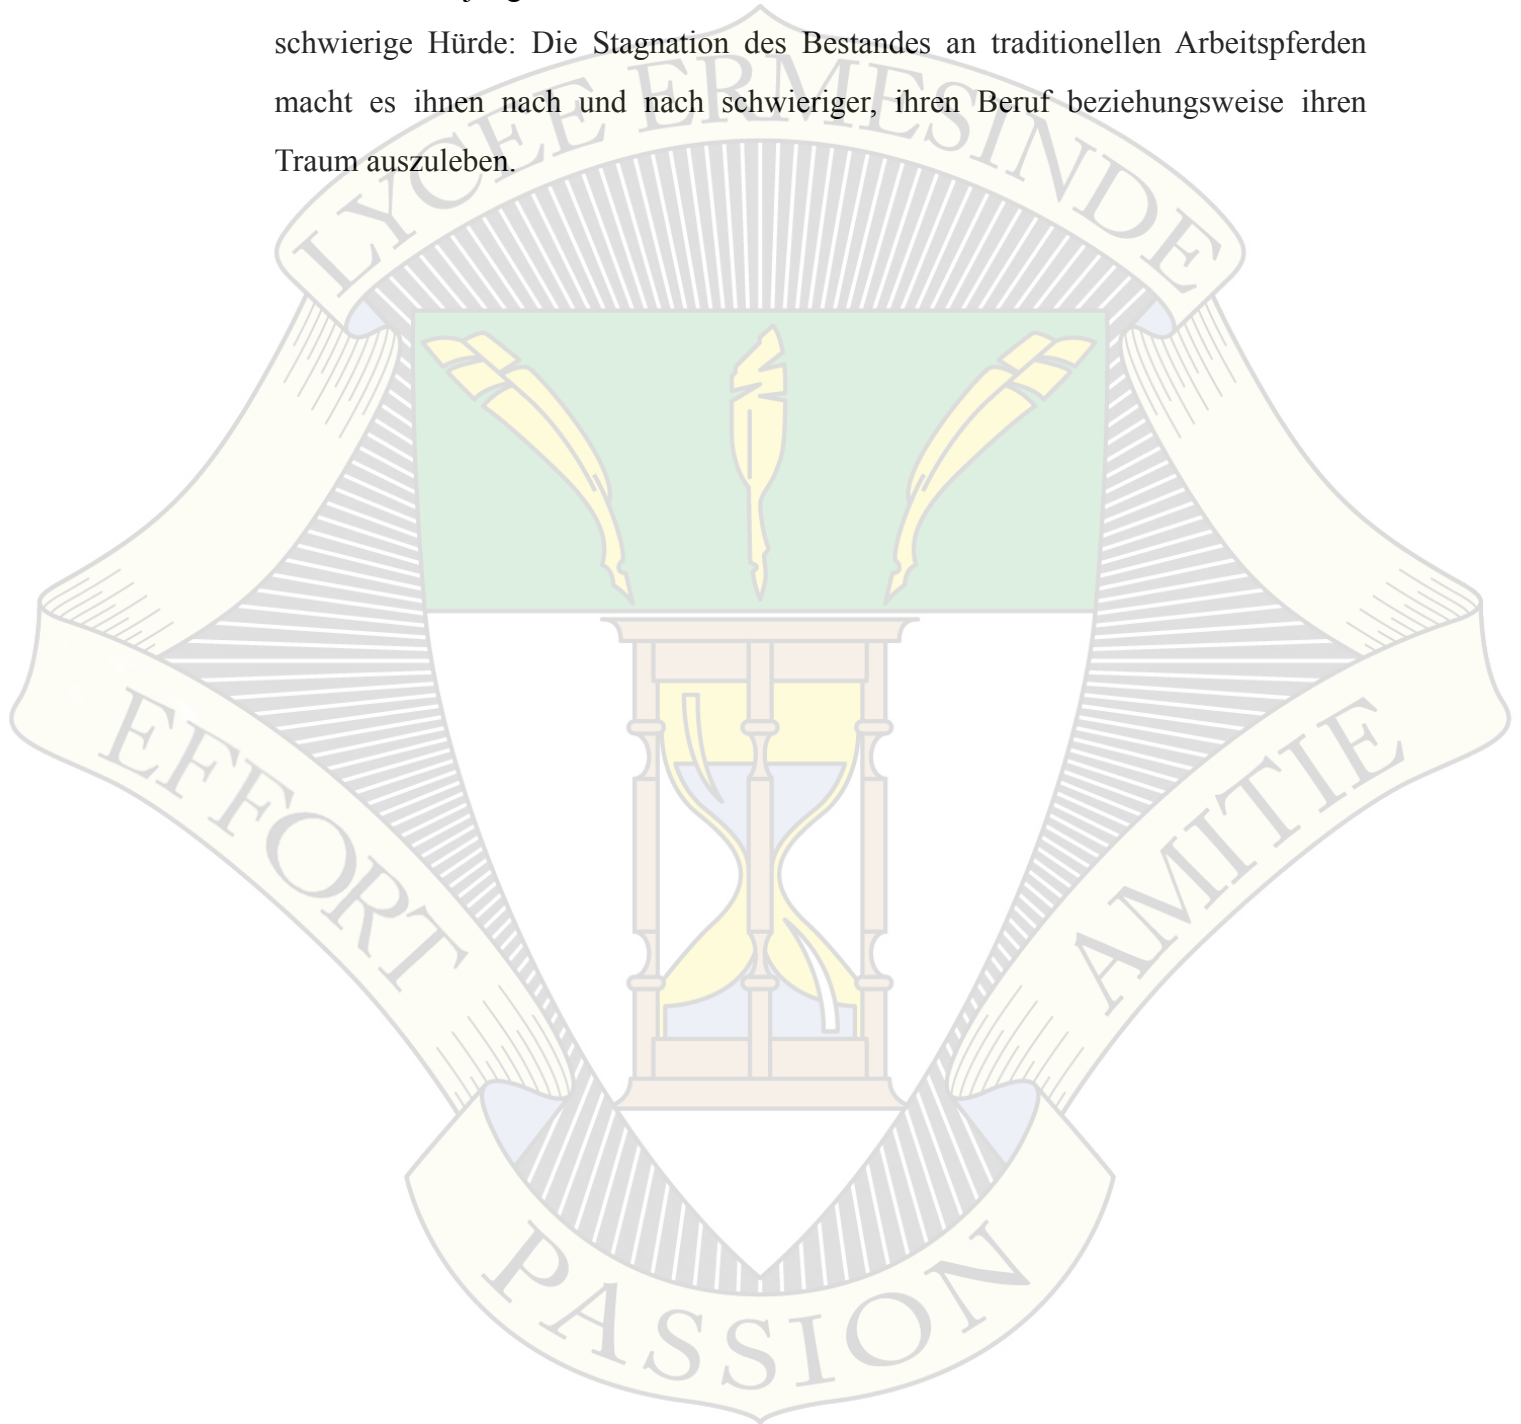 schwierige Hürde: Die Stagnation des Bestandes an traditionellen Arbeitspferden
macht es ihnen nach und nach schwieriger, ihren Beruf beziehungsweise ihren
Traum auszuleben.
LYCEE ERMESINDE
EFFORT
AMITIE
PASSION